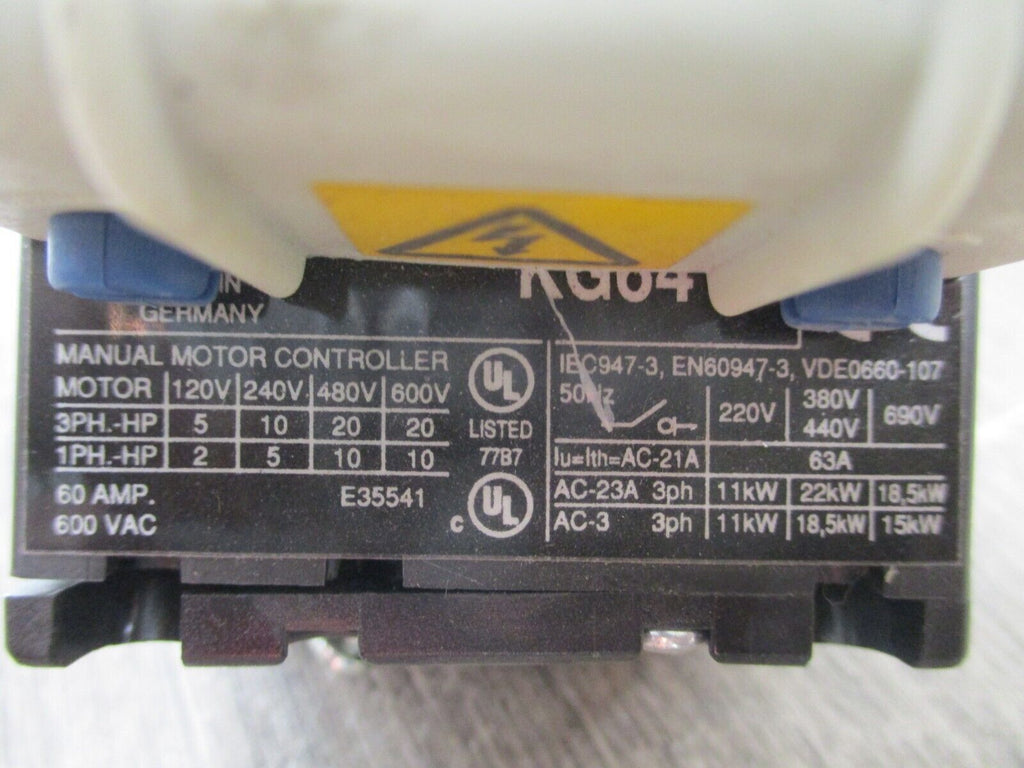 KG64
IN
GERMANY
MANUAL MOTOR CONTROLLER
MOTOR 120V 240V 480V 600V
3PH.-HP 5 10 20 20
1PH.-HP 2 5 10 10
60 AMP.
600 VAC
E35541
UL
LISTED
77B7
c UL
IEC947-3, EN60947-3, VDE0660-107
50Hz 220V 380V 440V 690V
Iu=Ith=AC-21A 63A
AC-23A 3ph 11kW 22kW 18,5kW
AC-3 3ph 11kW 18,5kW 15kW